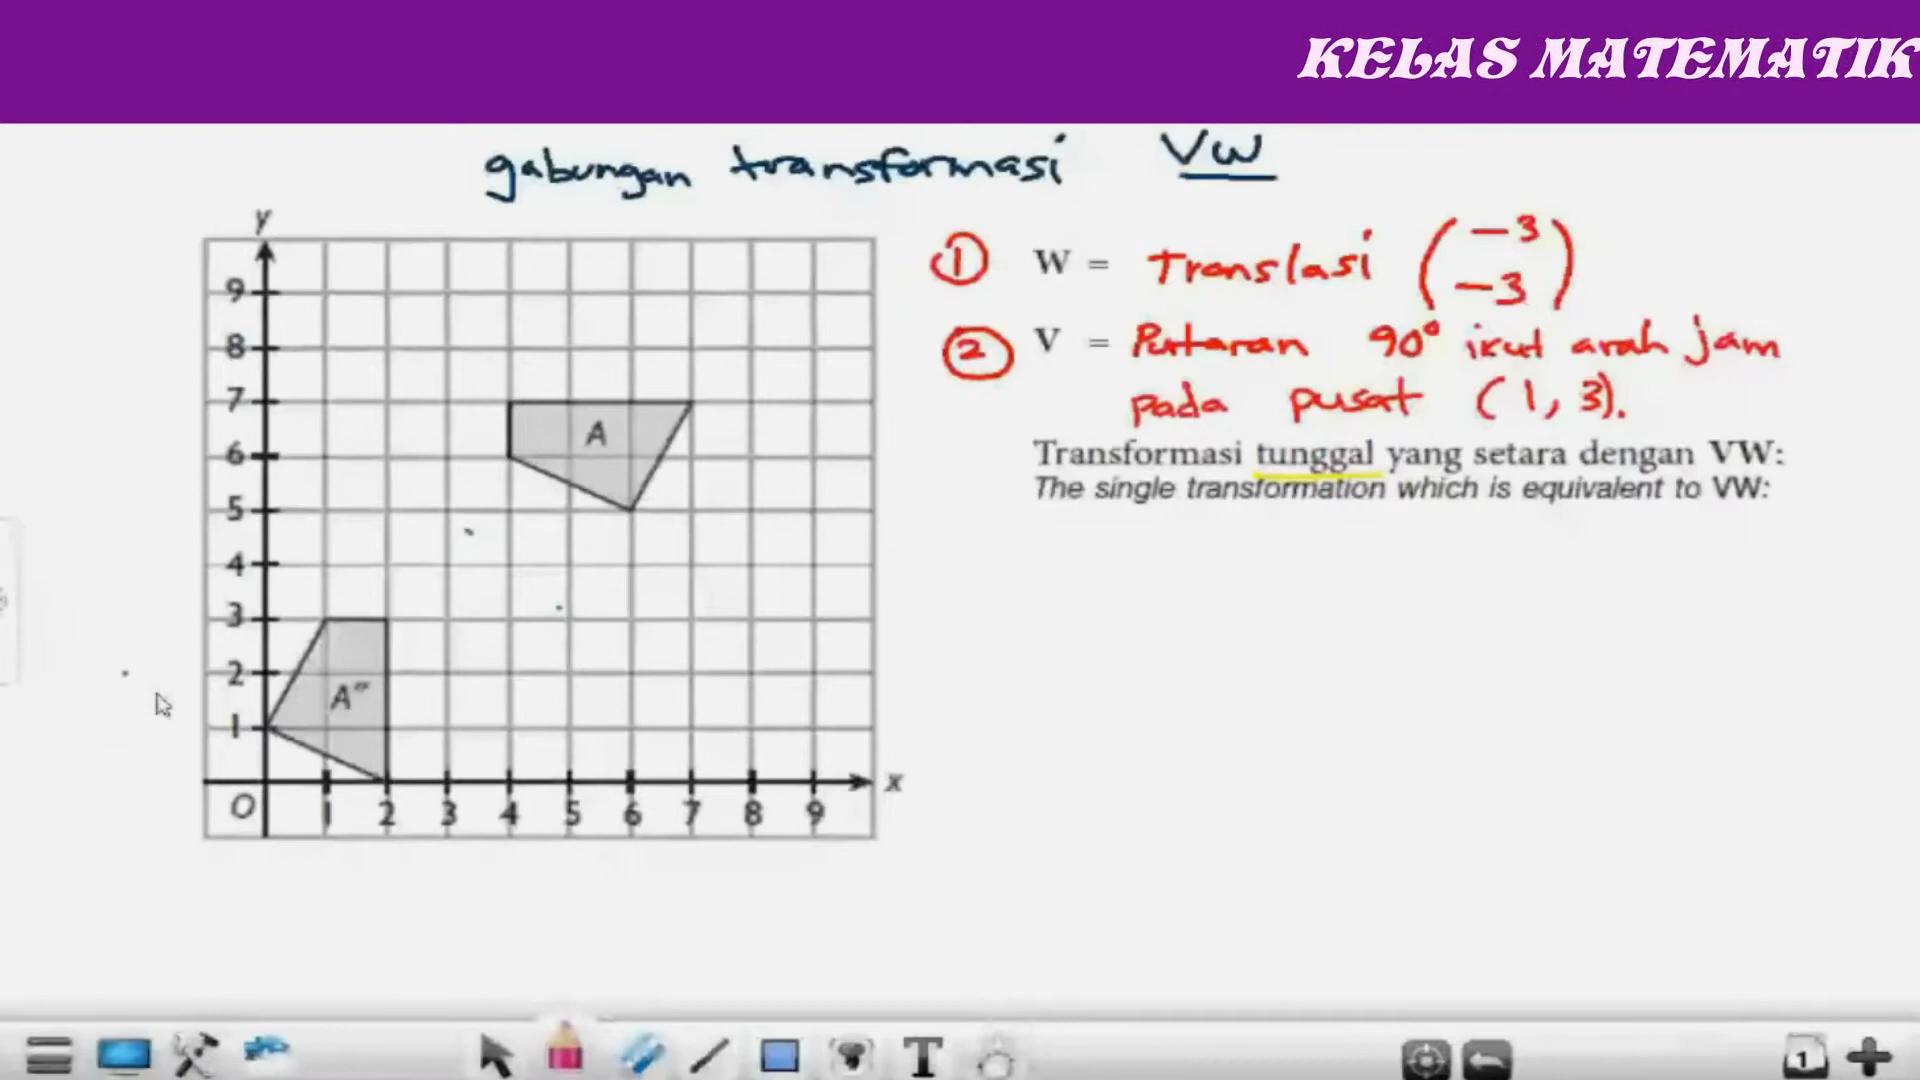 KELAS MATEMATIK
gabungan transformasi VW
y
9
8
7
6
5
4
3
2
1
A
A‴
O
1 2 3 4 5 6 7 8 9
x
① W = Translasi (-3
-3)
② V = Putaran 90° ikut arah jam
pada pusat (1, 3).
Transformasi tunggal yang setara dengan VW:
The single transformation which is equivalent to VW:
T
1